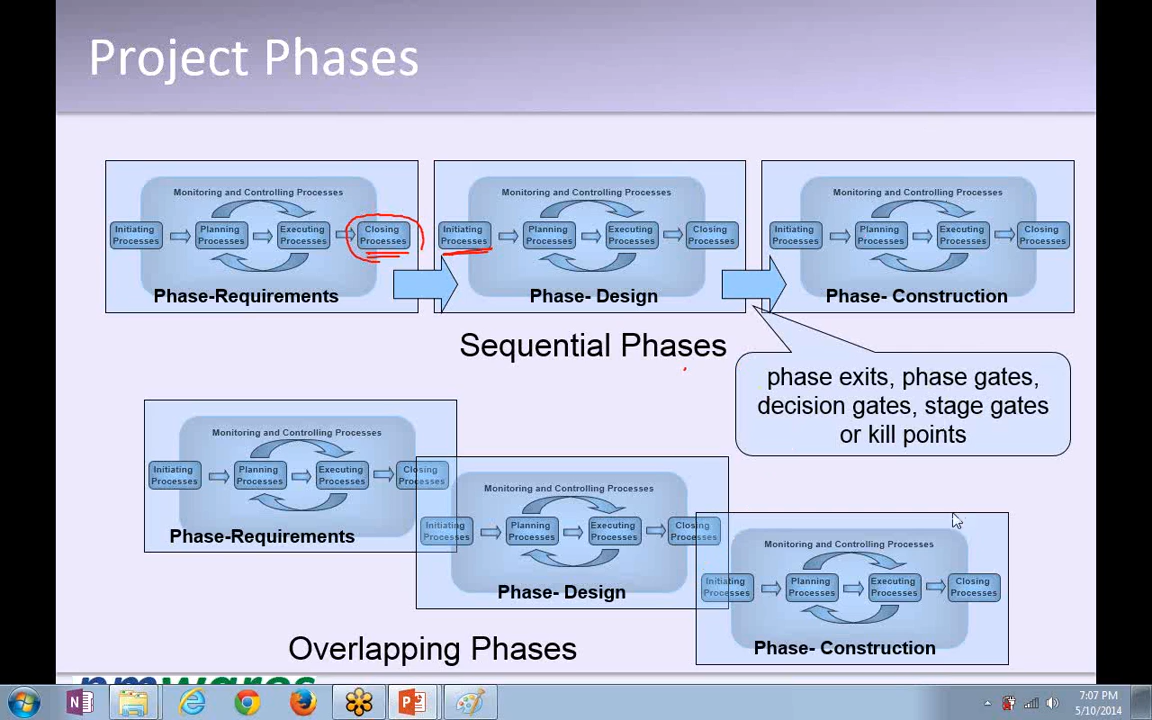 Project Phases
Monitoring and Controlling Processes
Initiating
Processes
Planning
Processes
Executing
Processes
Closing
Processes
Phase-Requirements
Monitoring and Controlling Processes
Initiating
Processes
Planning
Processes
Executing
Processes
Closing
Processes
Phase- Design
Monitoring and Controlling Processes
Initiating
Processes
Planning
Processes
Executing
Processes
Closing
Processes
Phase- Construction
Sequential Phases
phase exits, phase gates,
decision gates, stage gates
or kill points
Monitoring and Controlling Processes
Initiating
Processes
Planning
Processes
Executing
Processes
Closing
Processes
Phase-Requirements
Monitoring and Controlling Processes
Initiating
Processes
Planning
Processes
Executing
Processes
Closing
Processes
Phase- Design
Monitoring and Controlling Processes
Initiating
Processes
Planning
Processes
Executing
Processes
Closing
Processes
Phase- Construction
Overlapping Phases
7:07 PM
5/10/2014